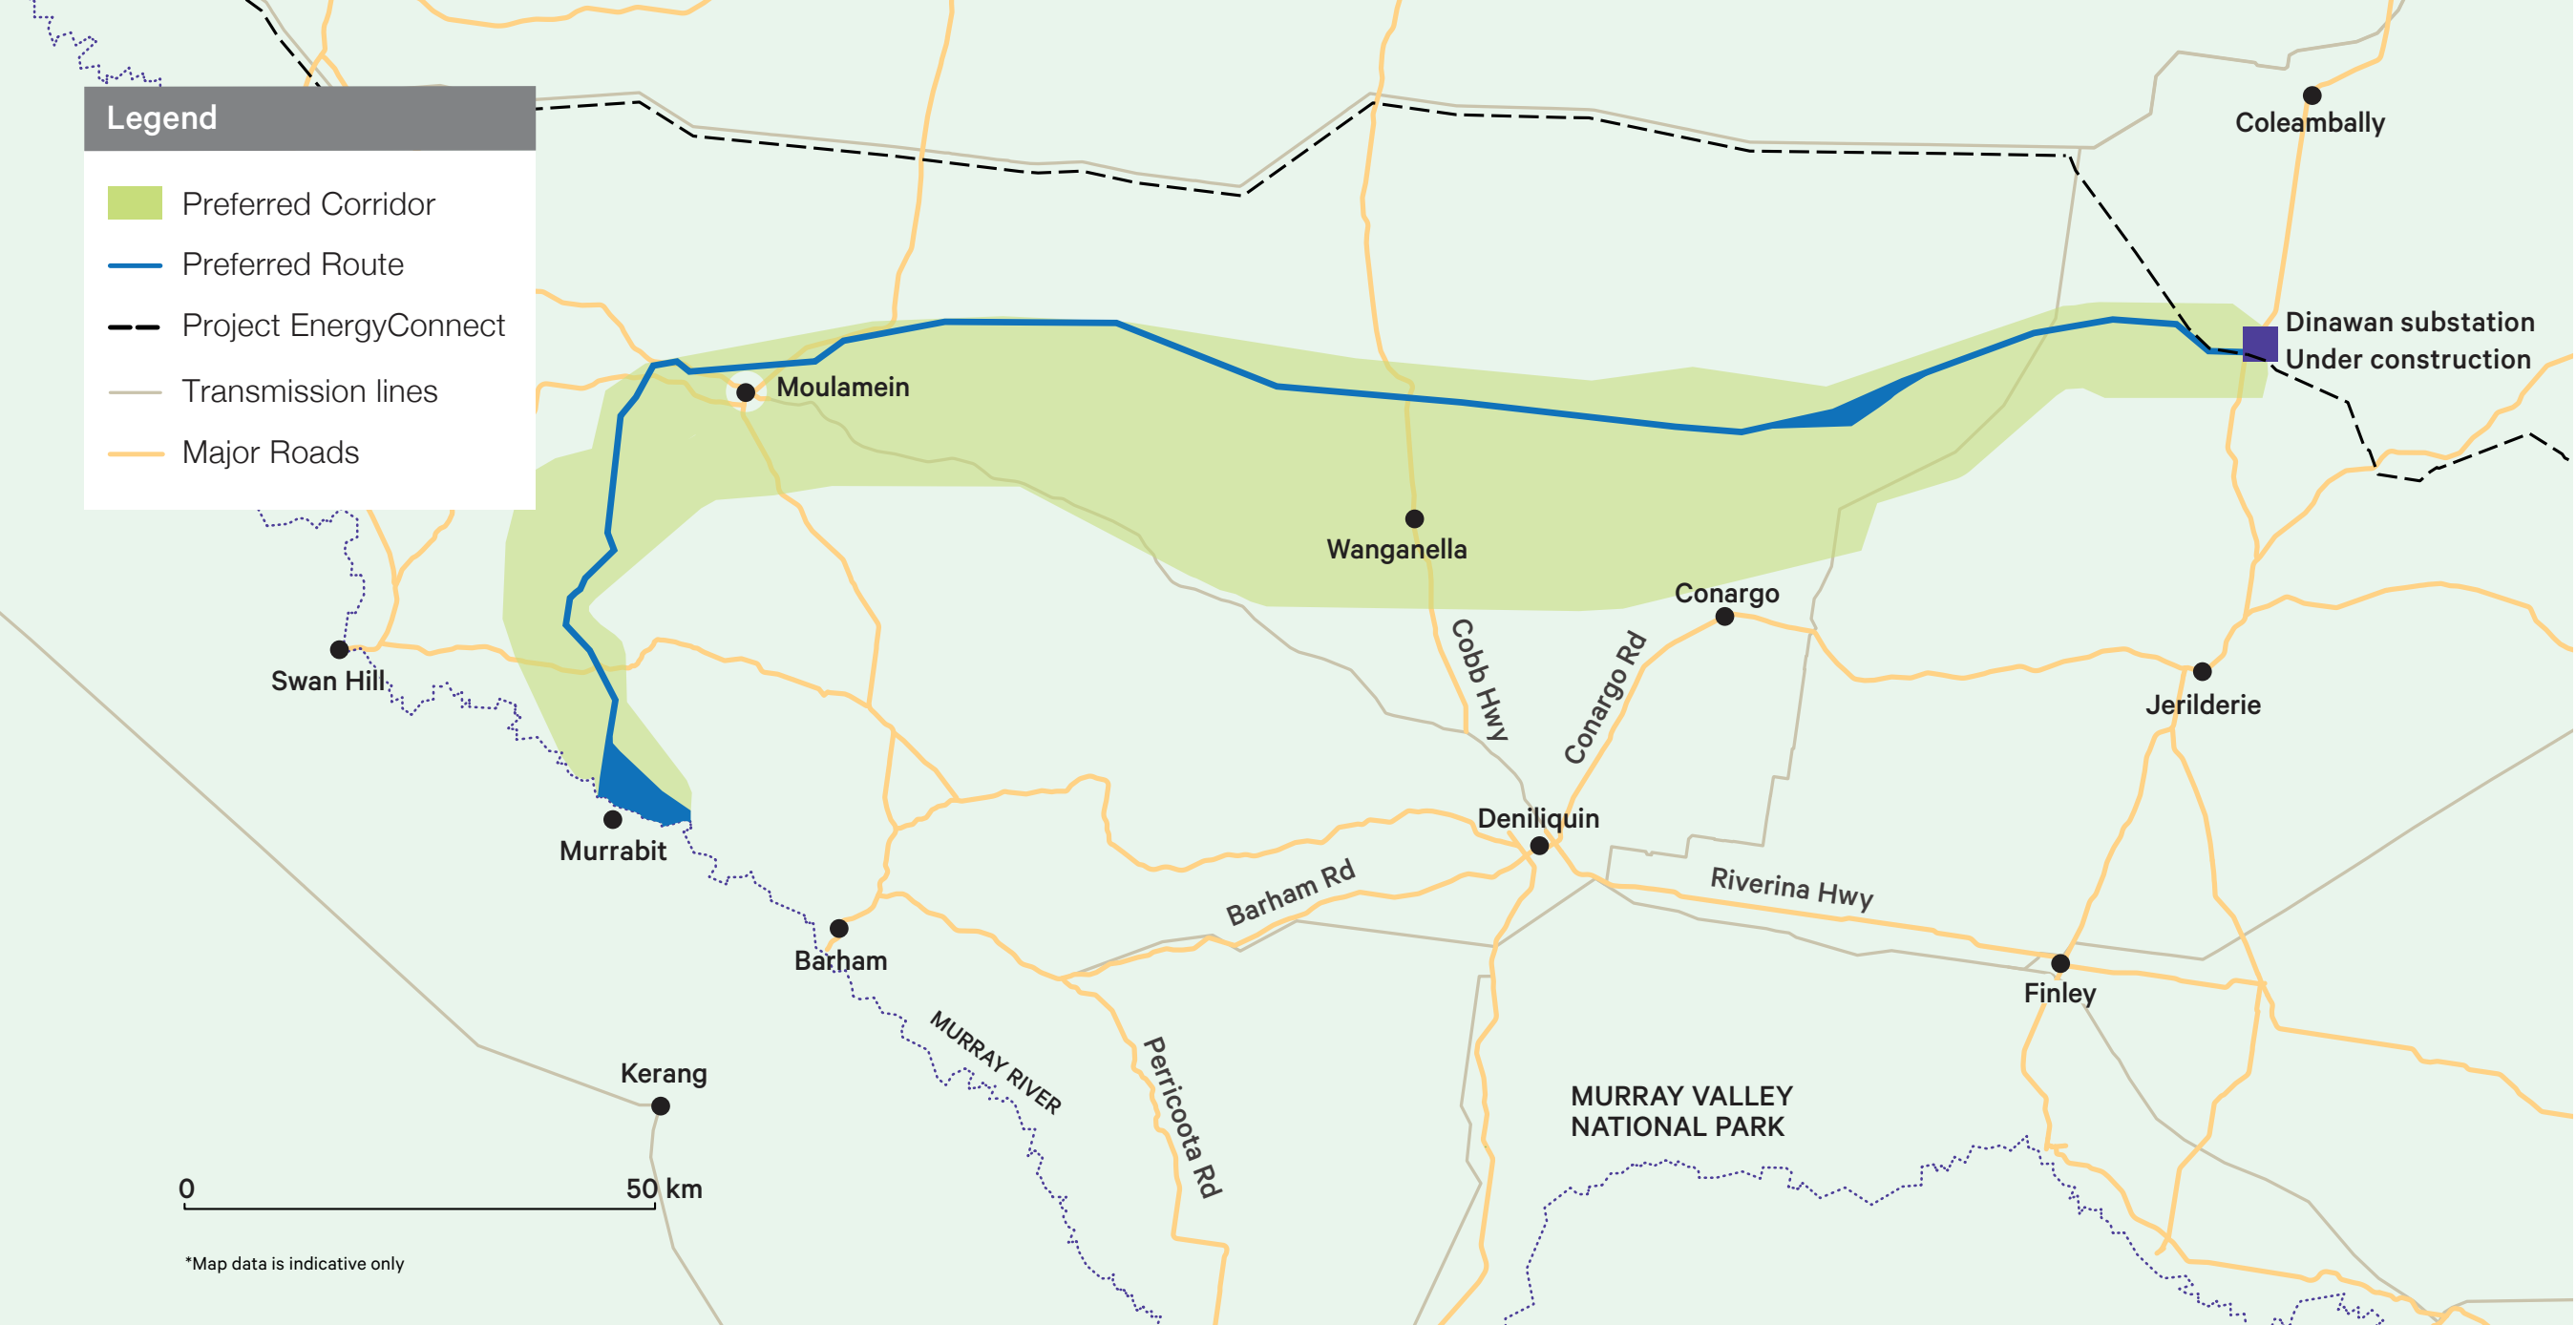 Legend
Preferred Corridor
Preferred Route
Project EnergyConnect
Transmission lines
Major Roads
Coleambally
Dinawan substation
Under construction
Moulamein
Wanganella
Conargo
Cobb Hwy
Conargo Rd
Swan Hill
Jerilderie
Murrabit
Deniliquin
Barham Rd
Riverina Hwy
Barham
Finley
MURRAY RIVER
Kerang
Perricoota Rd
MURRAY VALLEY
NATIONAL PARK
0 50 km
*Map data is indicative only